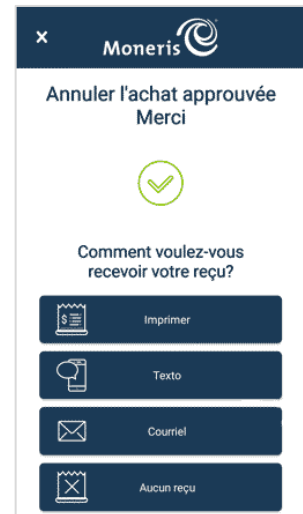 × Moneris
Annuler l'achat approuvée
Merci
Comment voulez-vous
recevoir votre reçu?
Imprimer
Texto
Courriel
Aucun reçu